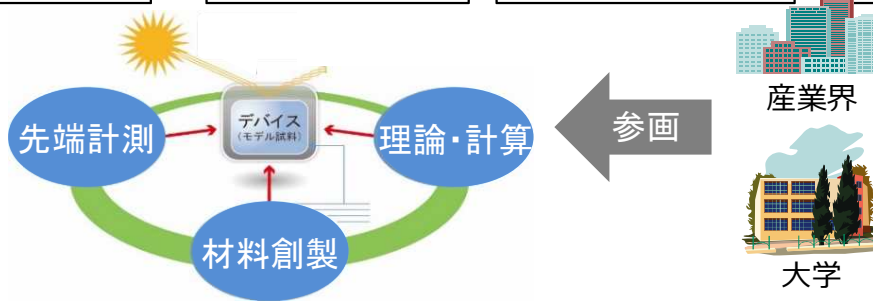 先端計測
デバイス
(モデル試料)
理論・計算
材料創製
参画
産業界
大学